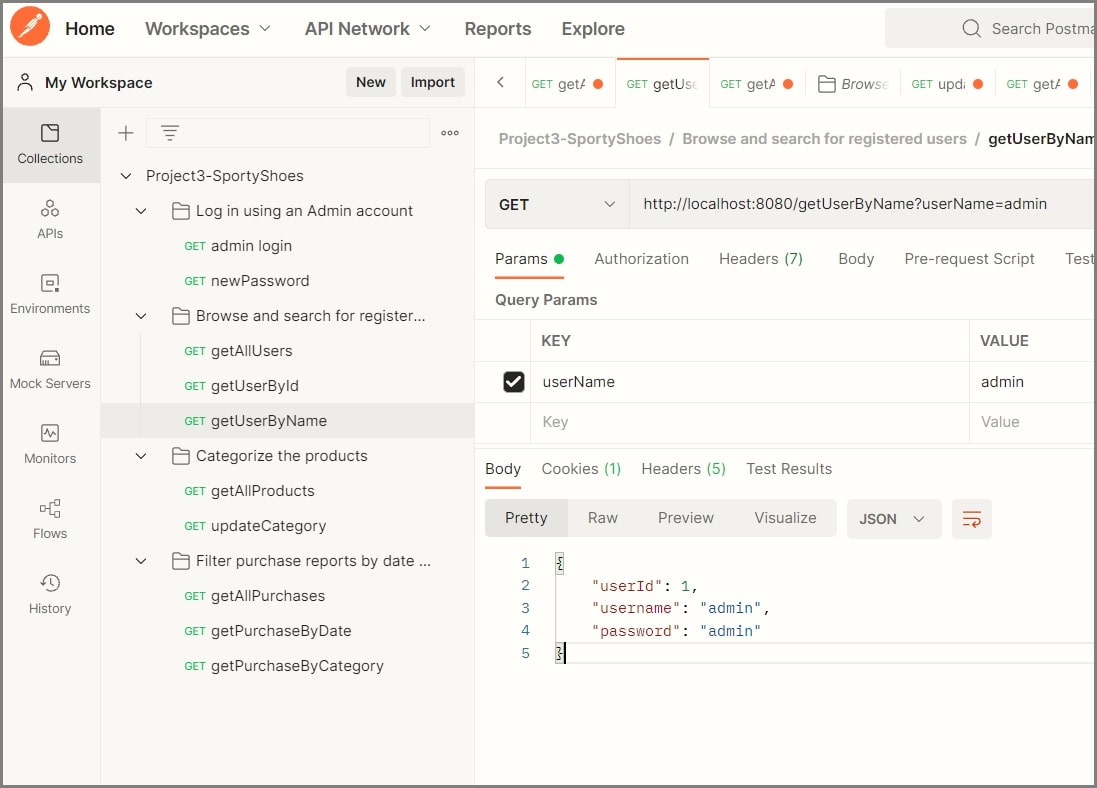 Home Workspaces API Network Reports Explore Search Postma
My Workspace New Import
GET getA GET getUse GET getA Browse GET upda GET getA
Collections
APIs
Environments
Mock Servers
Monitors
Flows
History
Project3-SportyShoes
Log in using an Admin account
GET admin login
GET newPassword
Browse and search for register...
GET getAllUsers
GET getUserById
GET getUserByName
Categorize the products
GET getAllProducts
GET updateCategory
Filter purchase reports by date ...
GET getAllPurchases
GET getPurchaseByDate
GET getPurchaseByCategory
Project3-SportyShoes / Browse and search for registered users / getUserByNam
GET http://localhost:8080/getUserByName?userName=admin
Params Authorization Headers (7) Body Pre-request Script Test
Query Params
KEY VALUE
userName admin
Key Value
Body Cookies (1) Headers (5) Test Results
Pretty Raw Preview Visualize JSON
1 {
2 "userId": 1,
3 "username": "admin",
4 "password": "admin"
5 }